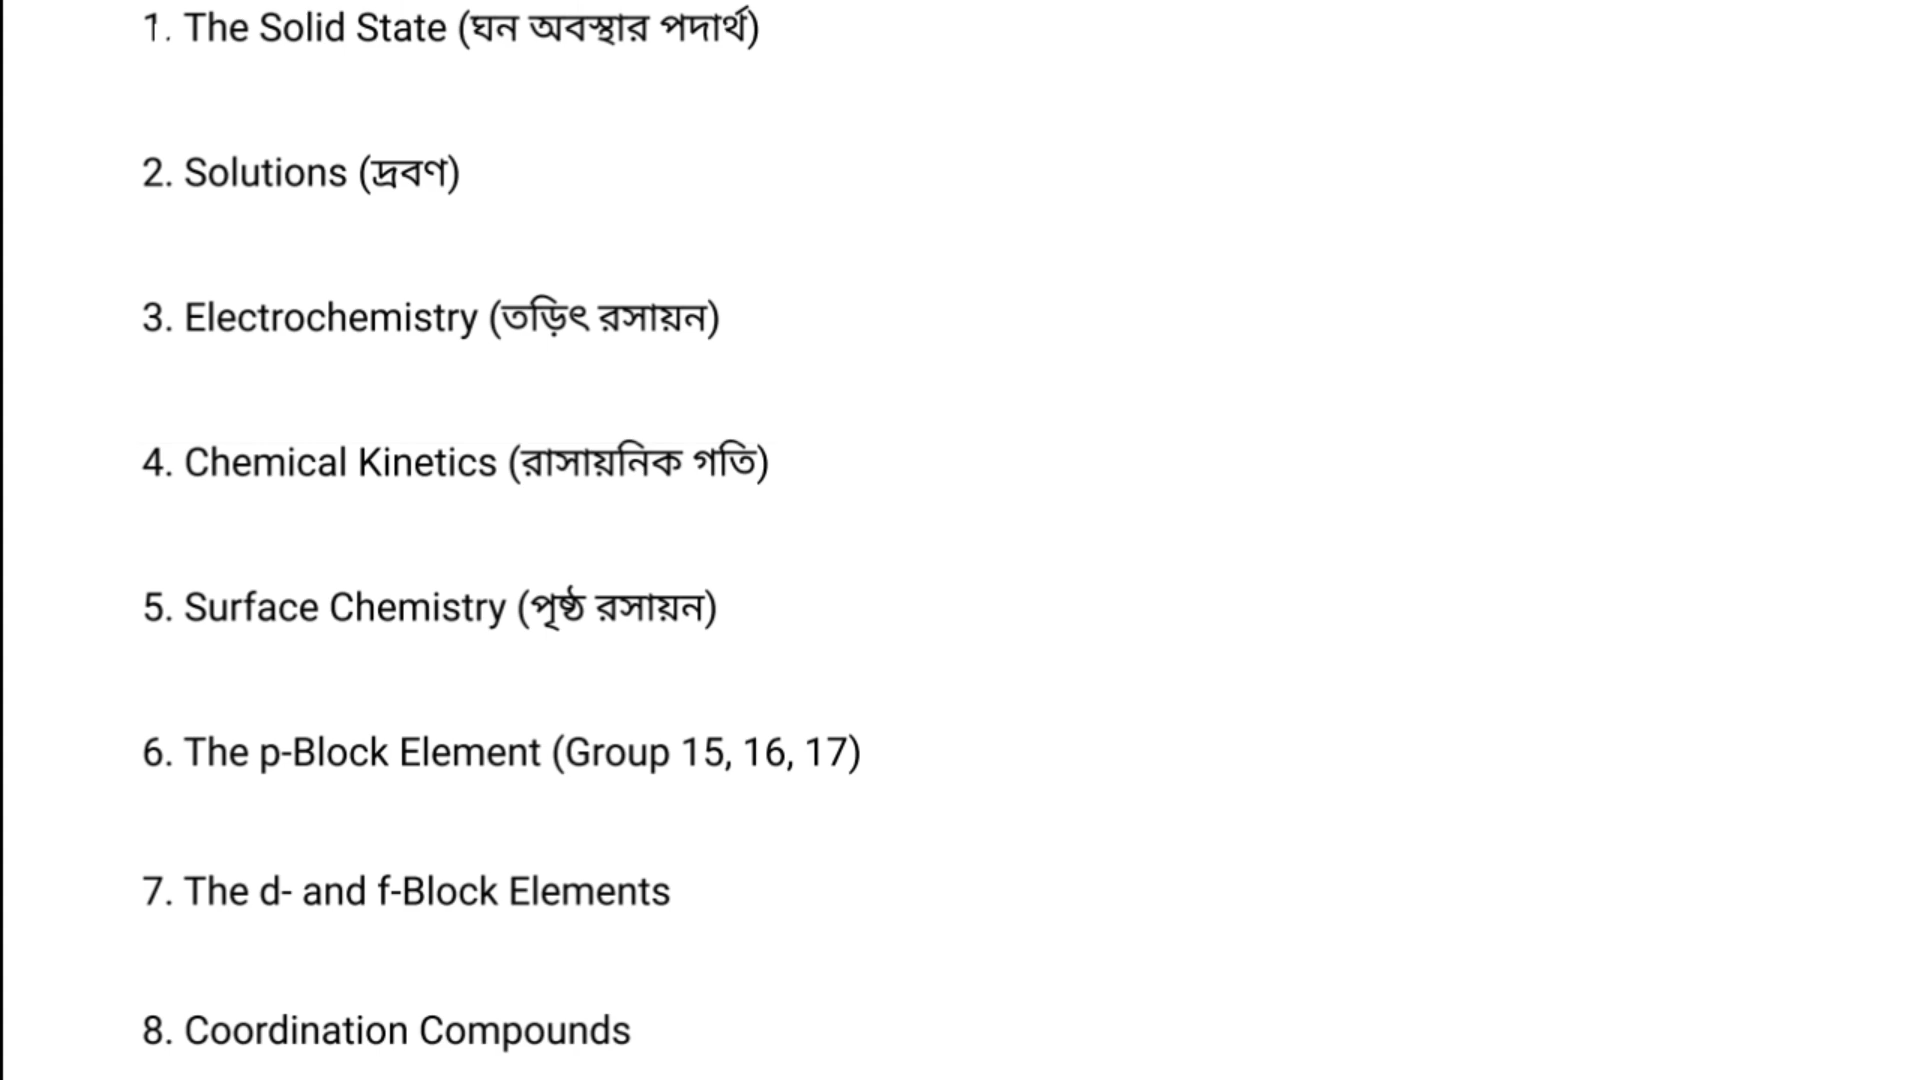 1. The Solid State (ঘন অবস্থার পদার্থ)
2. Solutions (দ্রবণ)
3. Electrochemistry (তড়িৎ রসায়ন)
4. Chemical Kinetics (রাসায়নিক গতি)
5. Surface Chemistry (পৃষ্ঠ রসায়ন)
6. The p-Block Element (Group 15, 16, 17)
7. The d- and f-Block Elements
8. Coordination Compounds